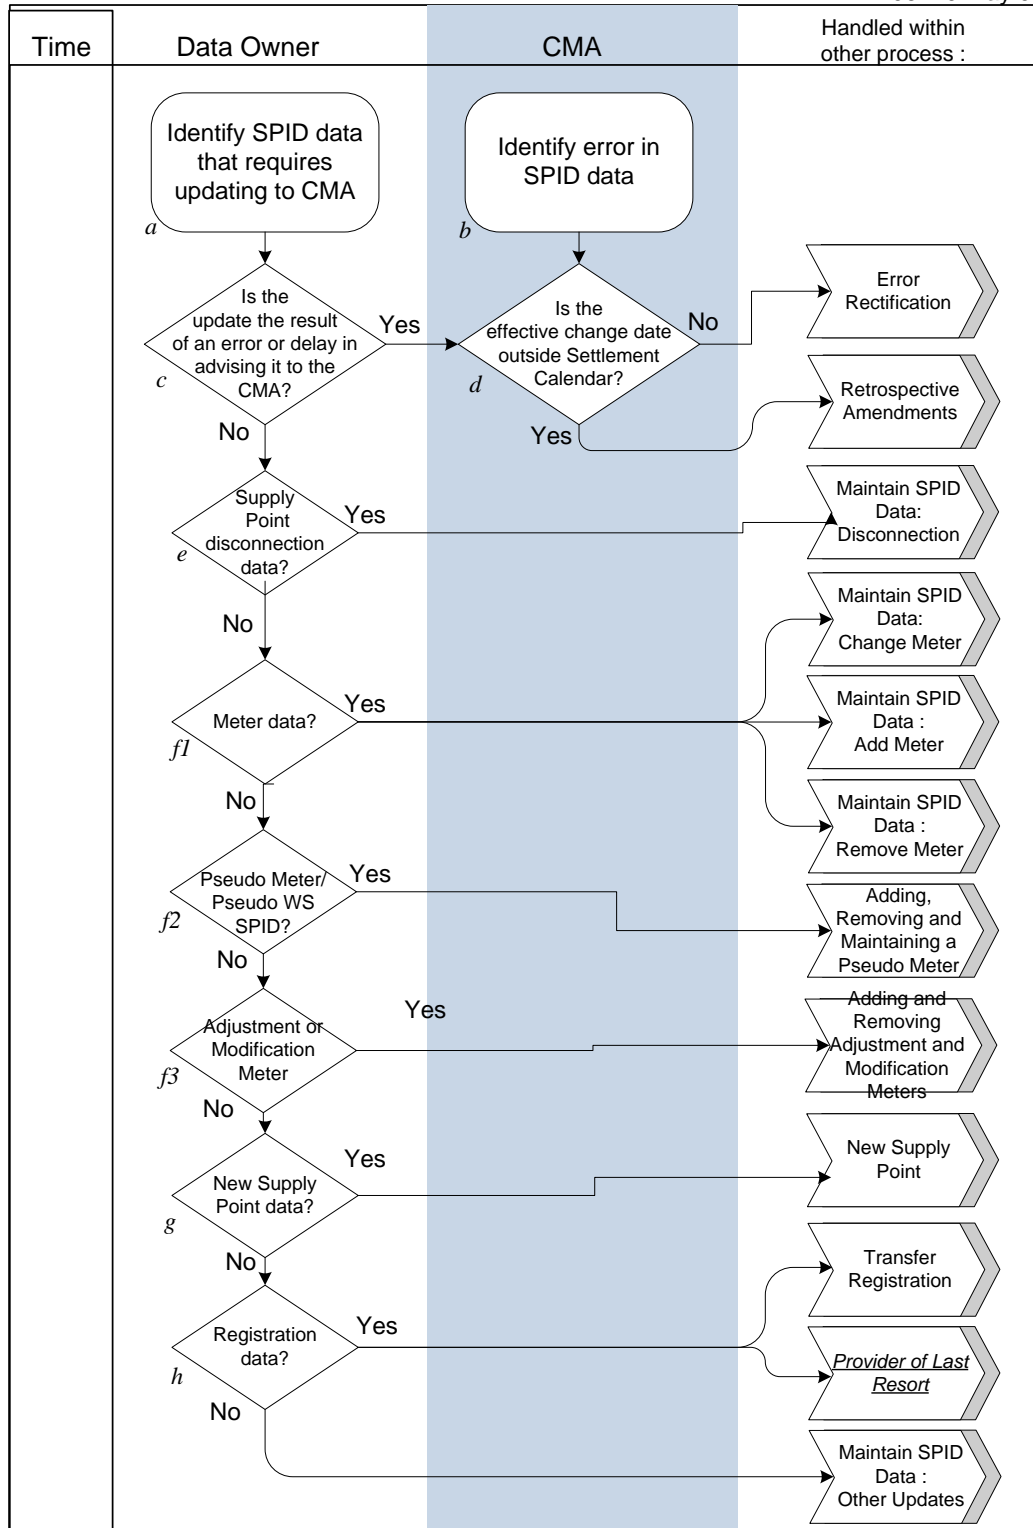 Time
Data Owner
CMA
Handled within
other process :
Identify SPID data
that requires
updating to CMA
a
Identify error in
SPID data
b
Is the
update the result
of an error or delay in
advising it to the
CMA?
c
Yes
No
Is the
effective change date
outside Settlement
Calendar?
d
No
Yes
Error
Rectification
Retrospective
Amendments
Supply
Point
disconnection
data?
e
Yes
No
Maintain SPID
Data:
Disconnection
Meter data?
f1
Yes
No
Maintain SPID
Data:
Change Meter
Maintain SPID
Data :
Add Meter
Maintain SPID
Data :
Remove Meter
Pseudo Meter/
Pseudo WS
SPID?
f2
Yes
No
Adding,
Removing and
Maintaining a
Pseudo Meter
Adjustment or
Modification
Meter
f3
Yes
No
Adding and
Removing
Adjustment and
Modification
Meters
New Supply
Point data?
g
Yes
No
New Supply
Point
Registration
data?
h
Yes
No
Transfer
Registration
Provider of Last
Resort
Maintain SPID
Data :
Other Updates